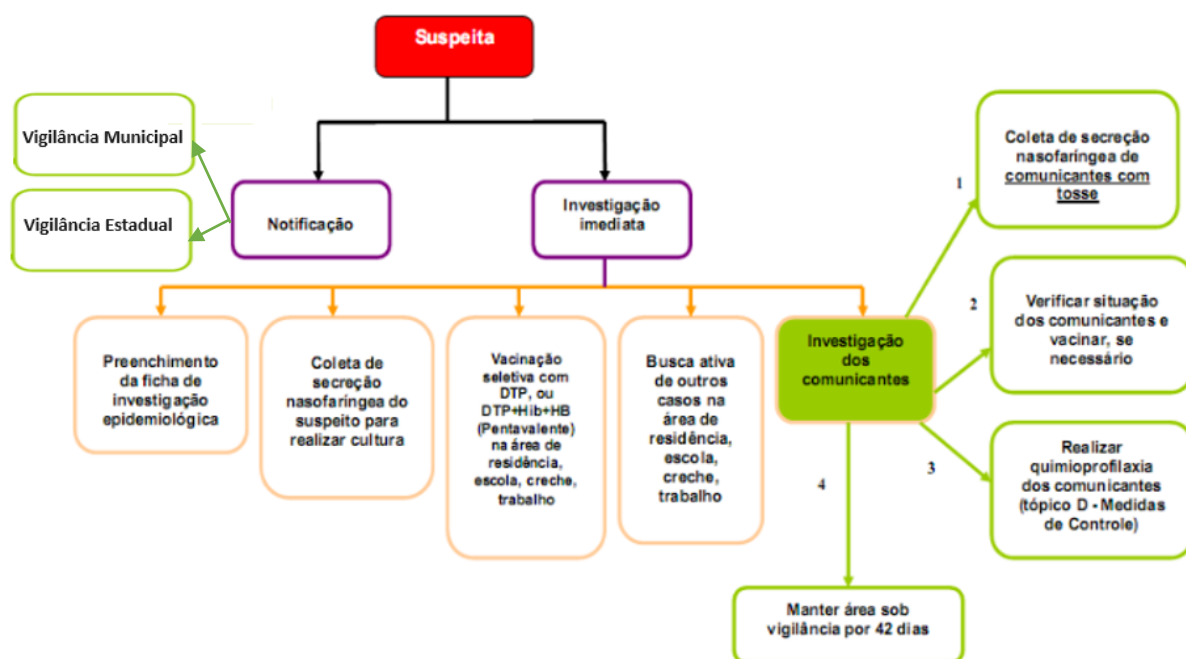 Suspeita
Vigilância Municipal
Vigilância Estadual
Notificação
Investigação
imediata
Preenchimento
da ficha de
investigação
epidemiológica
Coleta de
secreção
nasofaríngea do
suspeito para
realizar cultura
Vacinação
seletiva com
DTP, ou
DTP+Hib+HB
(Pentavalente)
na área de
residência,
escola, creche,
trabalho
Busca ativa
de outros
casos na
área de
residência,
escola,
creche,
trabalho
Investigação
dos
comunicantes
1
Coleta de secreção
nasofaríngea de
comunicantes com
tosse
2
Verificar situação
dos comunicantes e
vacinar, se
necessário
3
Realizar
quimioprofilaxia
dos comunicantes
(tópico D - Medidas
de Controle)
4
Manter área sob
vigilância por 42 dias